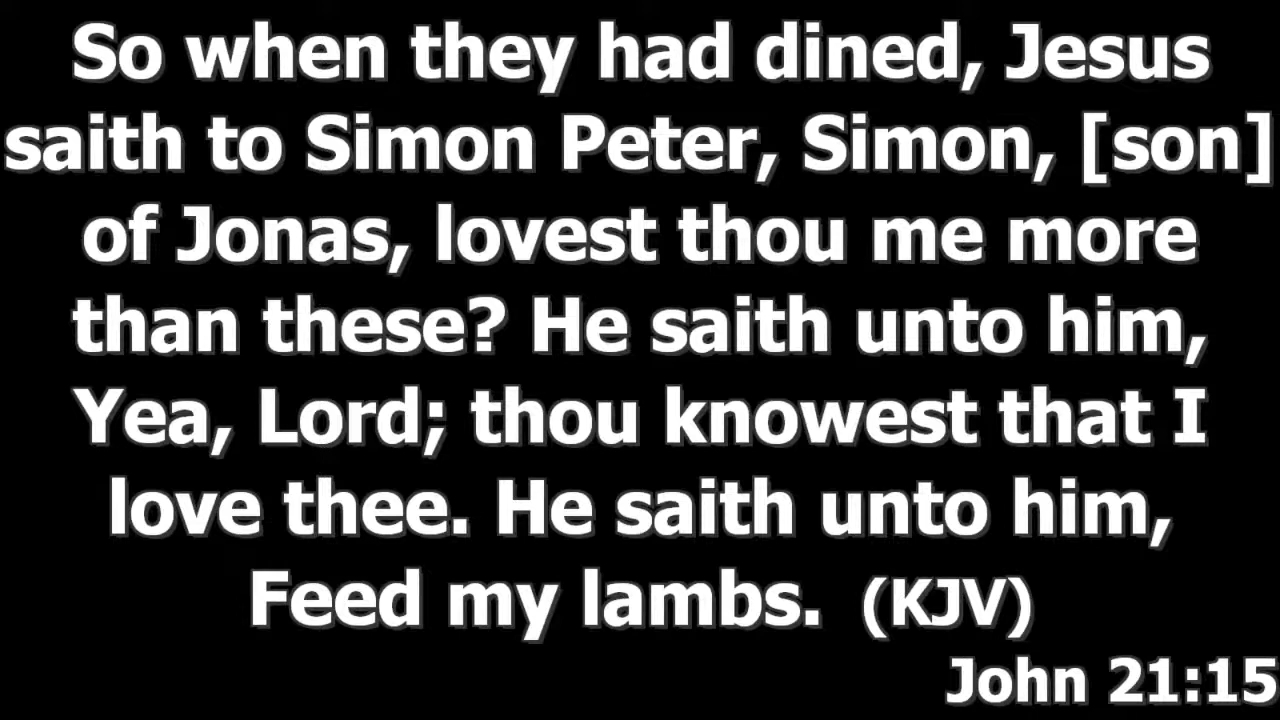 So when they had dined, Jesus
saith to Simon Peter, Simon, [son]
of Jonas, lovest thou me more
than these? He saith unto him,
Yea, Lord; thou knowest that I
love thee. He saith unto him,
Feed my lambs. (KJV)
John 21:15